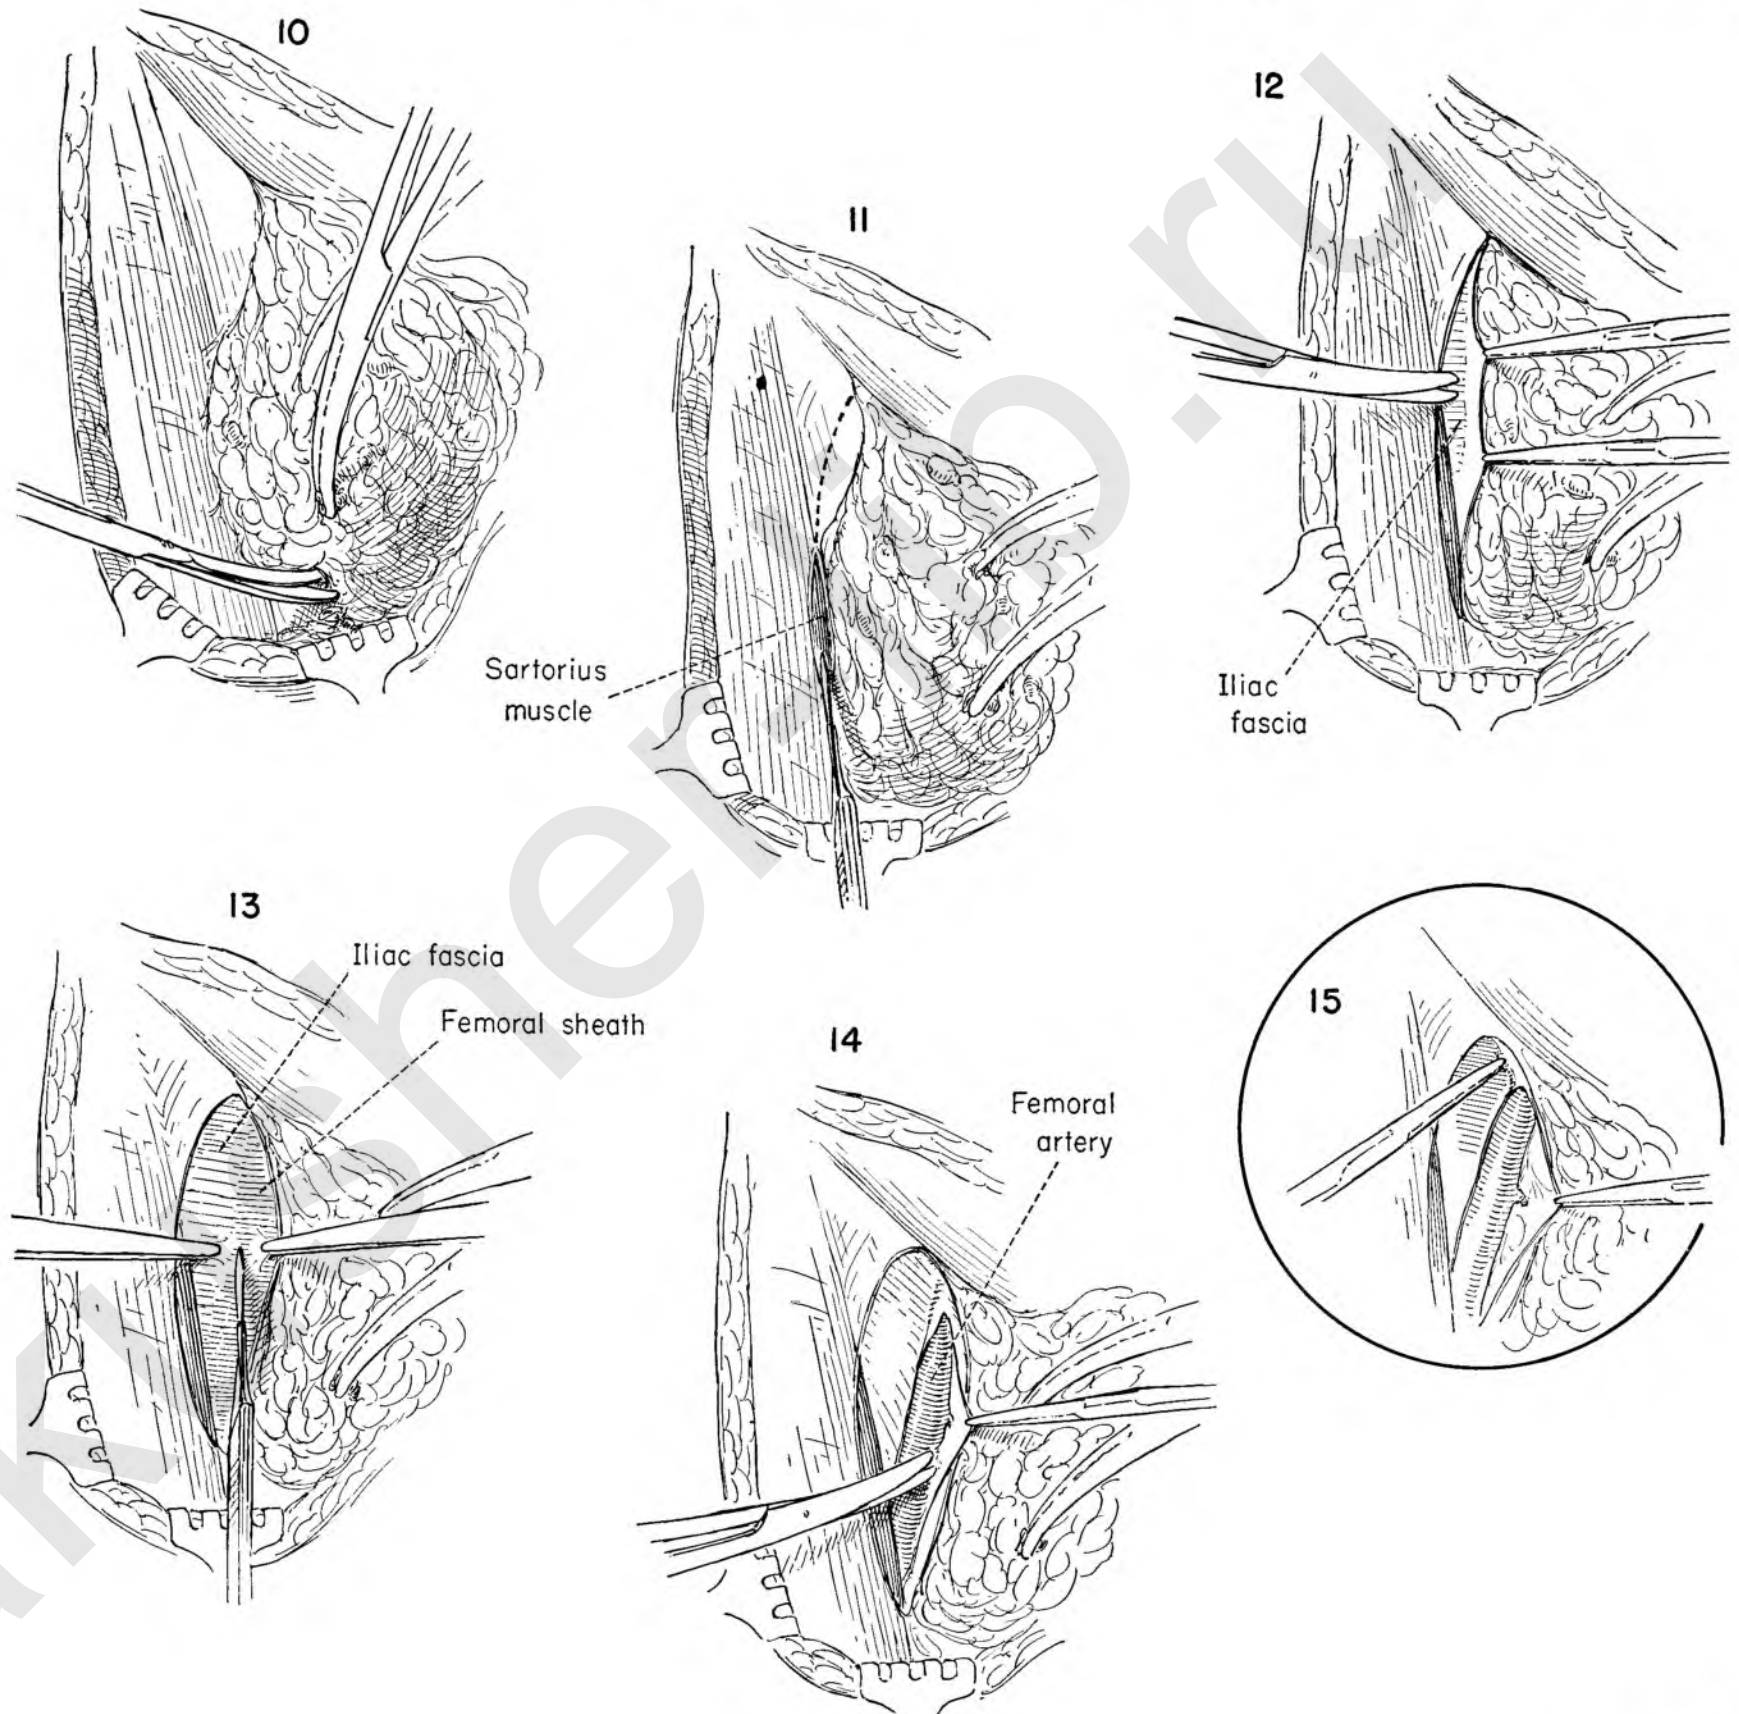 10
11
12
Sartorius
muscle
Iliac
fascia
13
Iliac fascia
Femoral sheath
14
Femoral
artery
15